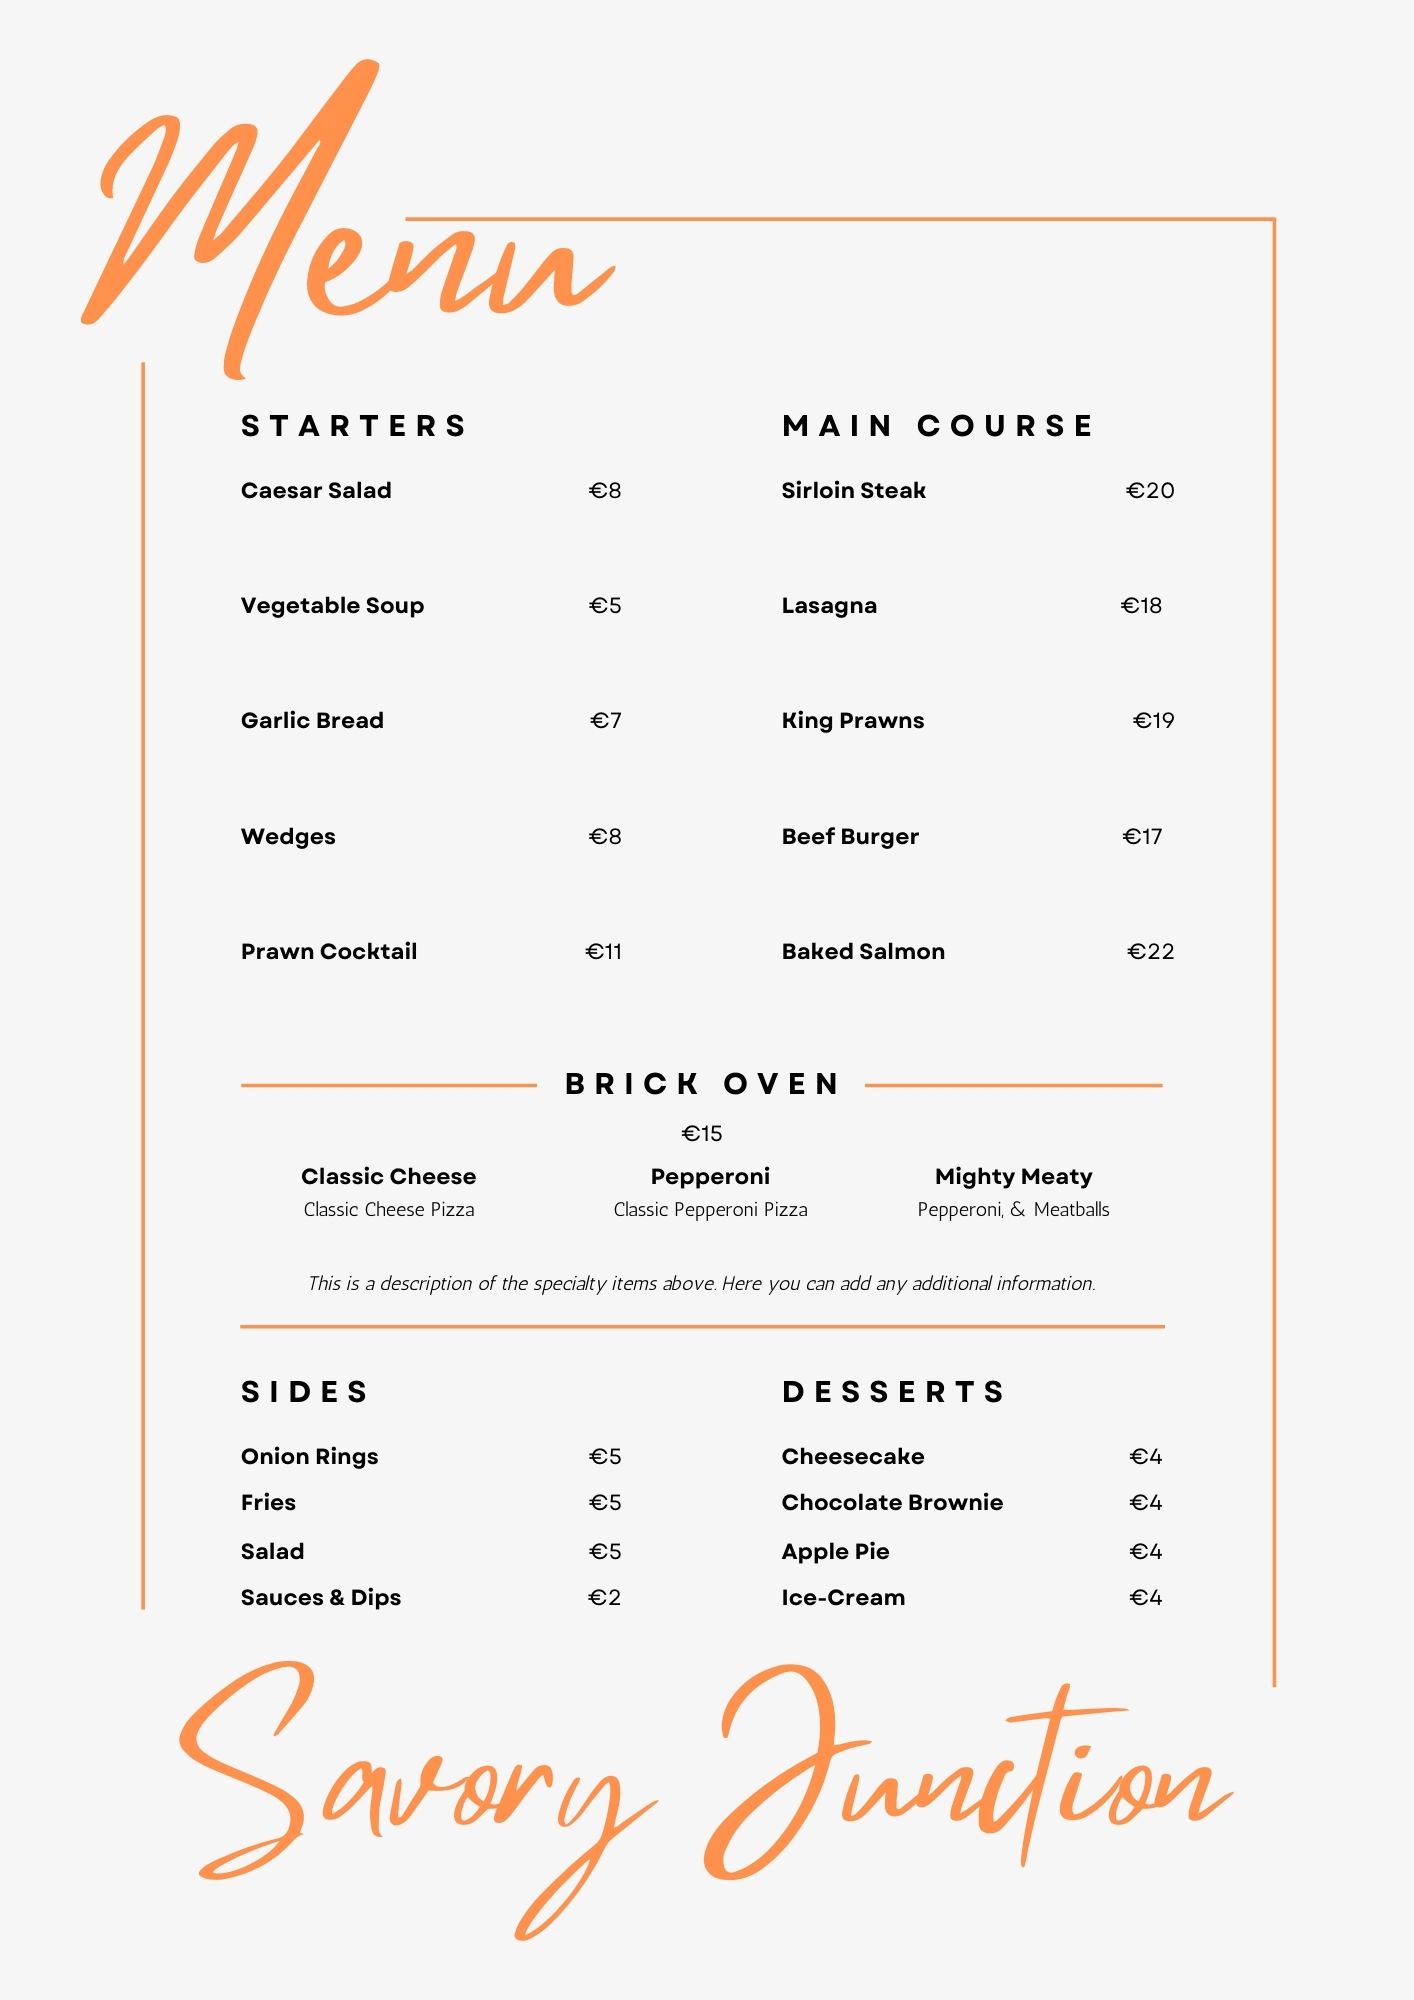 Menu
STARTERS
Caesar Salad €8
Vegetable Soup €5
Garlic Bread €7
Wedges €8
Prawn Cocktail €11
MAIN COURSE
Sirloin Steak €20
Lasagna €18
King Prawns €19
Beef Burger €17
Baked Salmon €22
BRICK OVEN
€15
Classic Cheese
Classic Cheese Pizza
Pepperoni
Classic Pepperoni Pizza
Mighty Meaty
Pepperoni, & Meatballs
This is a description of the specialty items above. Here you can add any additional information.
SIDES
Onion Rings €5
Fries €5
Salad €5
Sauces & Dips €2
DESSERTS
Cheesecake €4
Chocolate Brownie €4
Apple Pie €4
Ice-Cream €4
Savory Junction